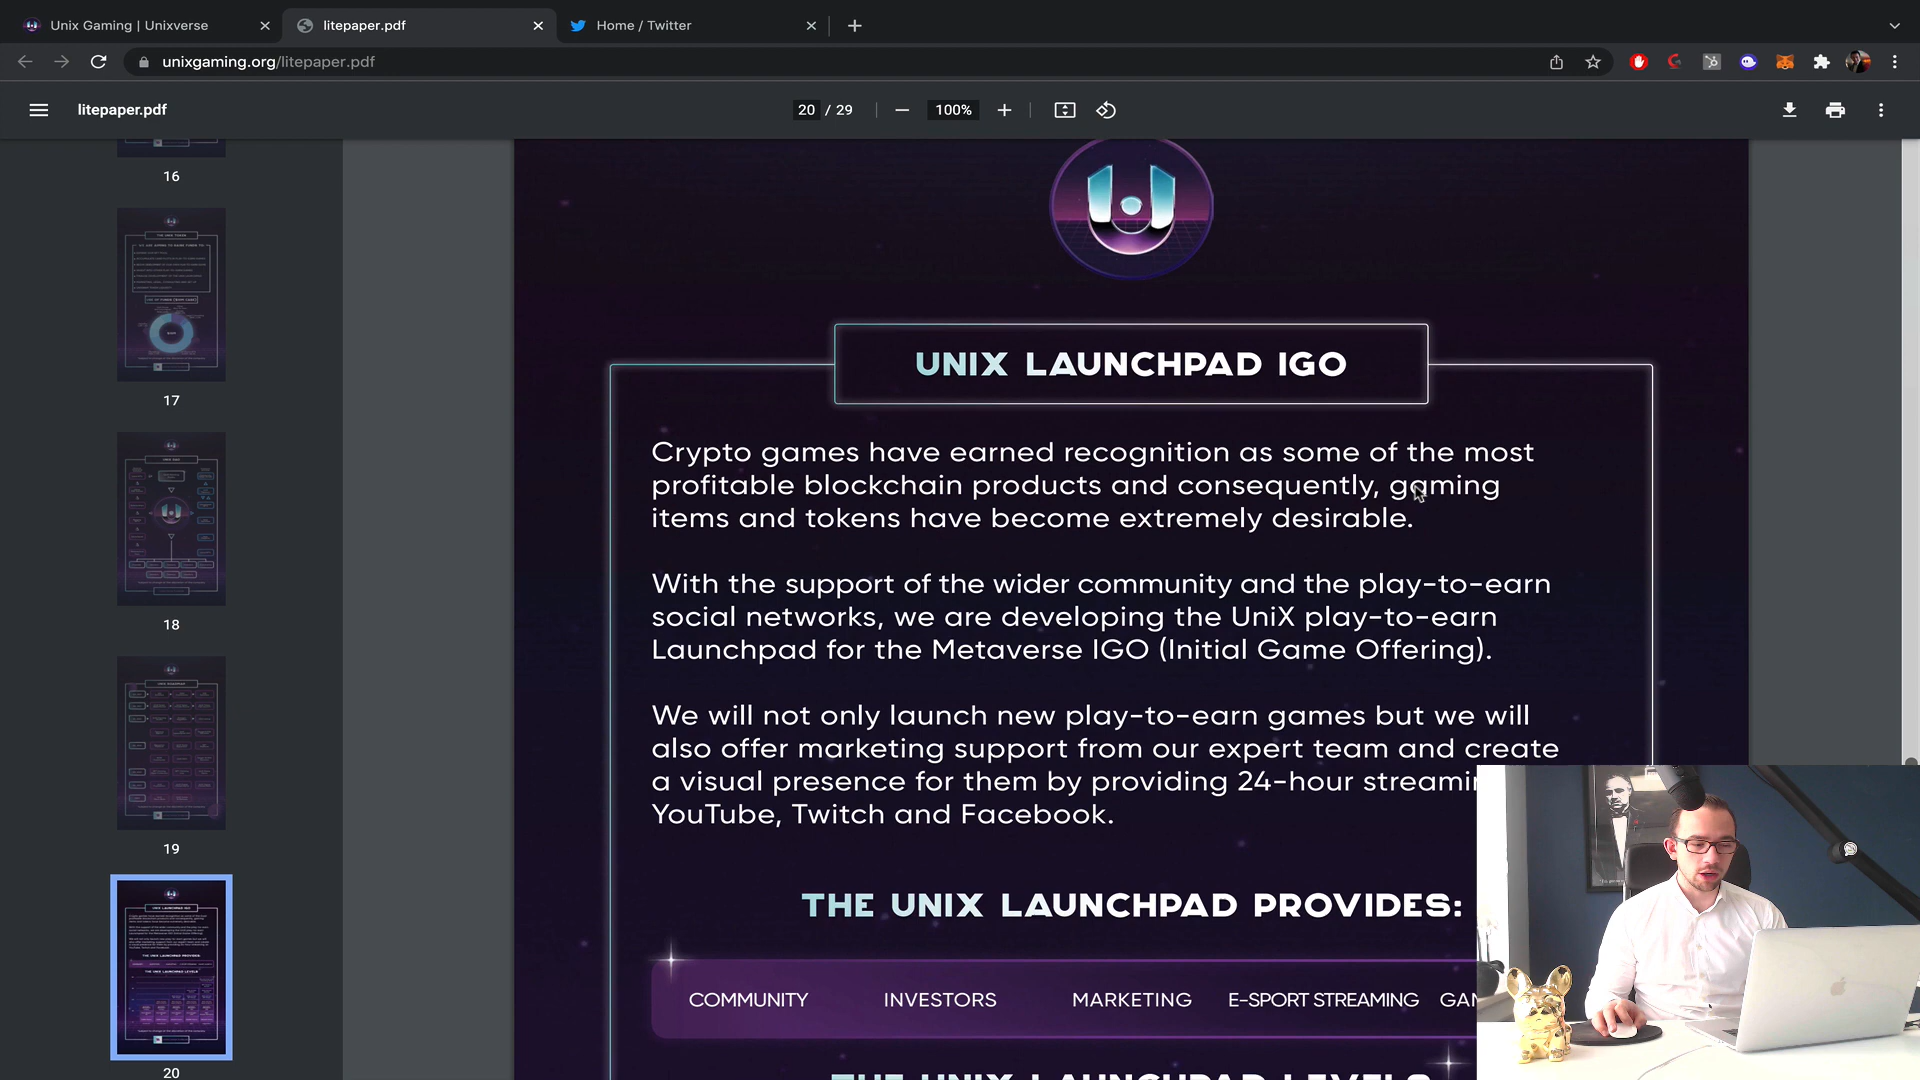 Unix Gaming | Unixverse
litepaper.pdf
Home / Twitter
unixgaming.org/litepaper.pdf
litepaper.pdf
20 / 29
100%
16
17
18
19
20
UNIX LAUNCHPAD IGO
Crypto games have earned recognition as some of the most
profitable blockchain products and consequently, gaming
items and tokens have become extremely desirable.
With the support of the wider community and the play-to-earn
social networks, we are developing the UniX play-to-earn
Launchpad for the Metaverse IGO (Initial Game Offering).
We will not only launch new play-to-earn games but we will
also offer marketing support from our expert team and create
a visual presence for them by providing 24-hour
YouTube, Twitch and Facebook.
THE UNIX LAUNCHPAD PROVIDES:
COMMUNITY INVESTORS MARKETING E-SPORT STREAMING
THE UNIX LAUNCHPAD LEVELS